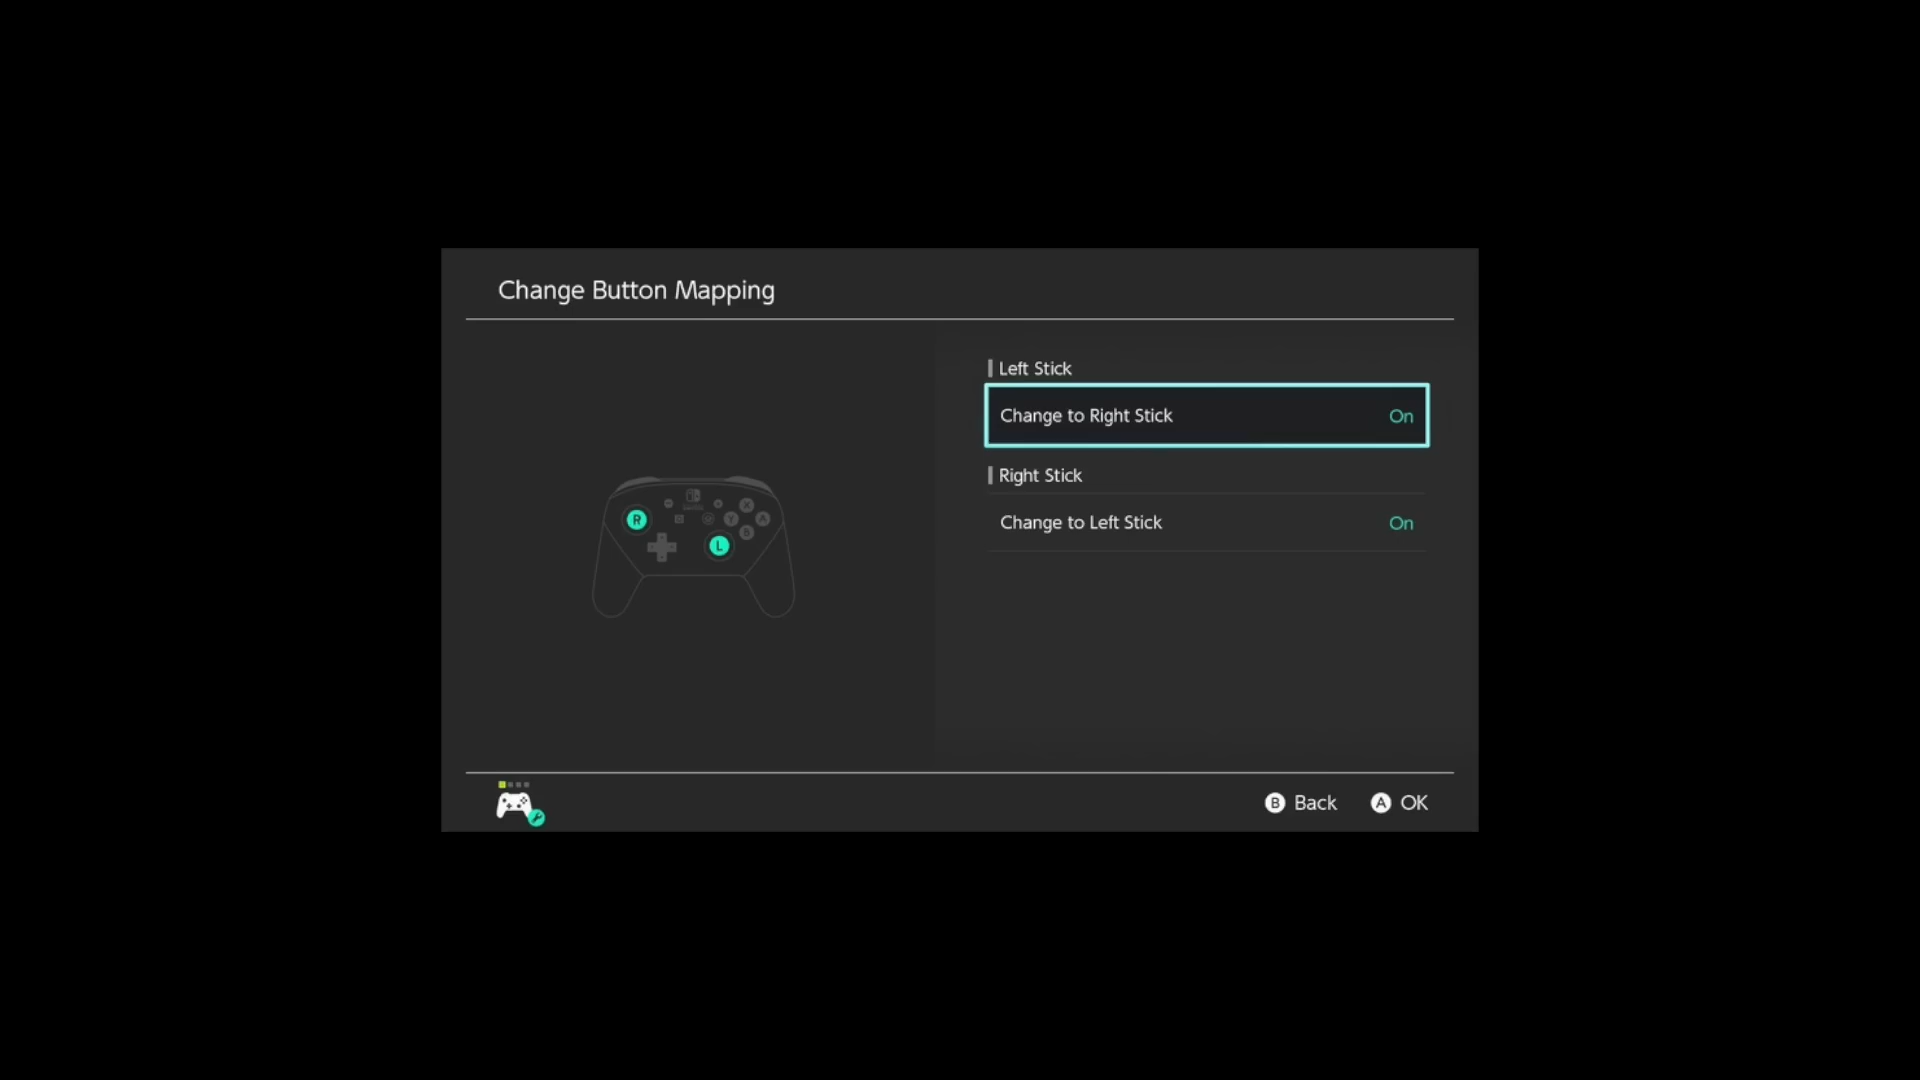 Change Button Mapping
Left Stick
Change to Right Stick On
Right Stick
Change to Left Stick On
R
L
X
Y
A
B
B Back A OK